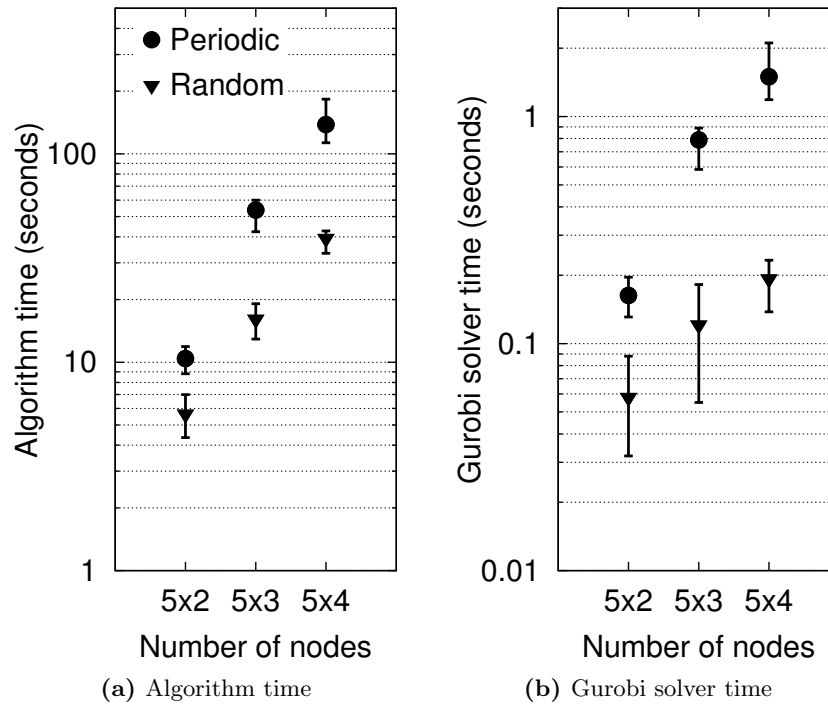 Periodic
Random
100
10
1
Algorithm time (seconds)
5x2 5x3 5x4
Number of nodes
(a) Algorithm time
1
0.1
0.01
Gurobi solver time (seconds)
5x2 5x3 5x4
Number of nodes
(b) Gurobi solver time